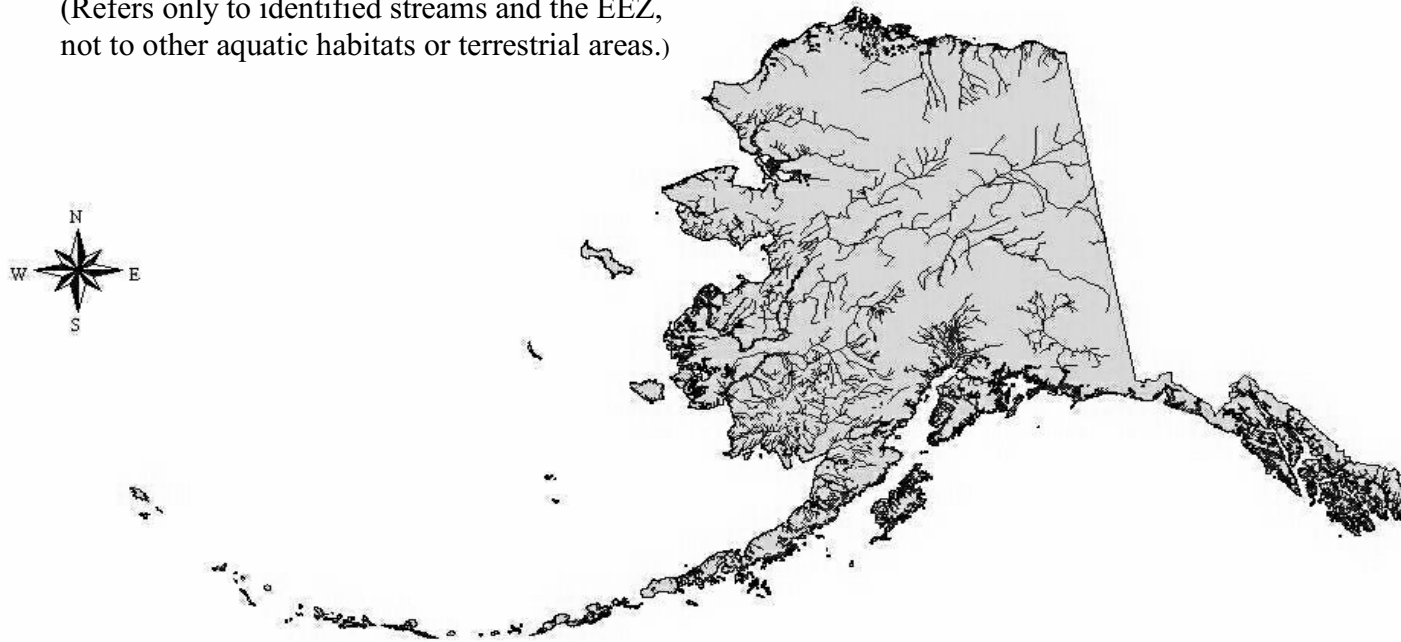 (Refers only to identified streams and the EEZ,
not to other aquatic habitats or terrestrial areas.)
N
W E
S